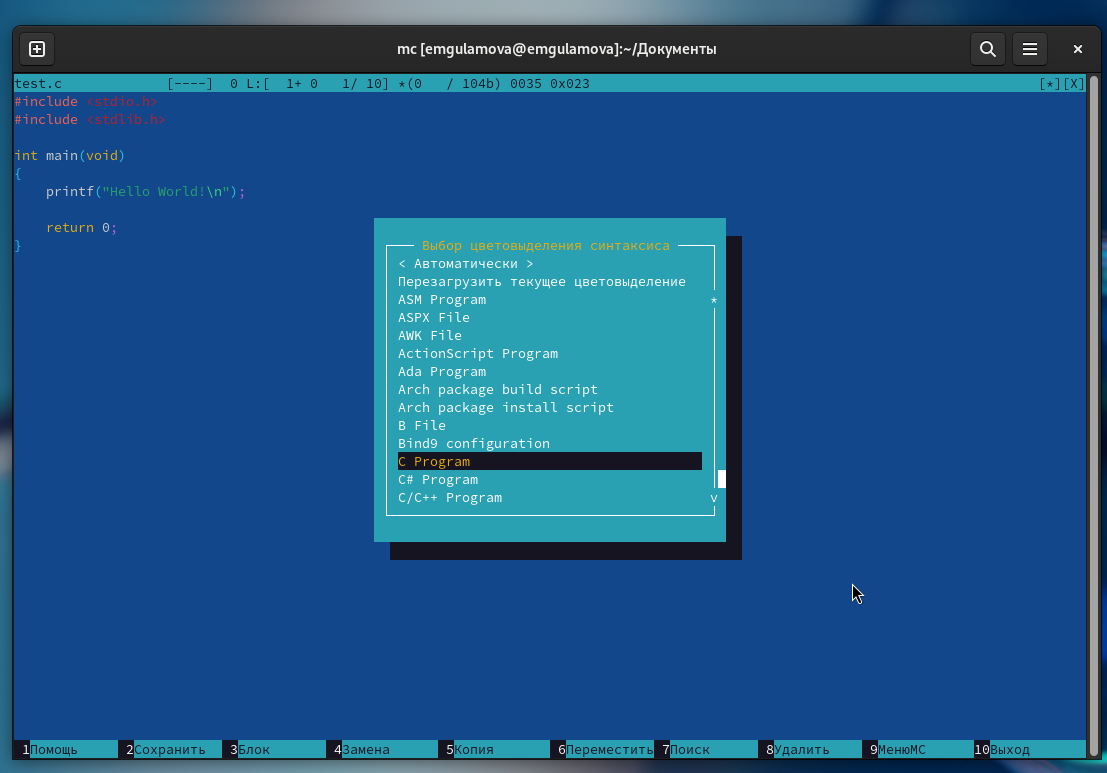 mc [emgulamova@emgulamova]:~/Документы
test.c [----] 0 L:[ 1+ 0 1/ 10] *(0 / 104b) 0035 0x023 [*][X]
#include <stdio.h>
#include <stdlib.h>
int main(void)
{
printf("Hello World!\n");
return 0;
}
Выбор цветовыделения синтаксиса
< Автоматически >
Перезагрузить текущее цветовыделение
ASM Program
ASPX File
AWK File
ActionScript Program
Ada Program
Arch package build script
Arch package install script
B File
Bind9 configuration
C Program
C# Program
C/C++ Program
1Помощь 2Сохранить 3Блок 4Замена 5Копия 6Переместить 7Поиск 8Удалить 9МенюMC 10Выход